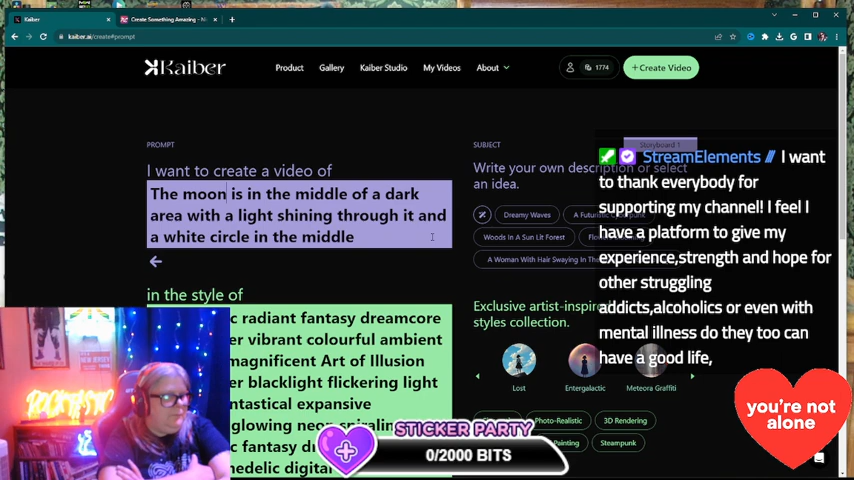 Kaiber
Create Something Amazing - N
kaiber.ai/create#prompt
Kaiber
Product
Gallery
Kaiber Studio
My Videos
About
1774
+Create Video
PROMPT
I want to create a video of
The moon is in the middle of a dark
area with a light shining through it and
a white circle in the middle
in the style of
c radiant fantasy dreamcore
er vibrant colourful ambient
magnificent Art of Illusion
er blacklight flickering light
ntastical expansive
glowing neon spiralin
c fantasy dr
hedelic digital
SUBJECT
Storyboard 1
Write your own description or select
an idea.
Dreamy Waves
A Futuristic Cyberpunk
Woods In A Sun Lit Forest
A Woman With Hair Swaying In The
Exclusive artist-inspired
styles collection.
Lost
Entergalactic
Meteora Graffiti
Photo-Realistic
3D Rendering
Painting
Steampunk
StreamElements // I want
to thank everybody for
supporting my channel! I feel I
have a platform to give my
experience,strength and hope for
other struggling
addicts,alcoholics or even with
mental illness do they too can
have a good life,
you're not
alone
STICKER PARTY
0/2000 BITS